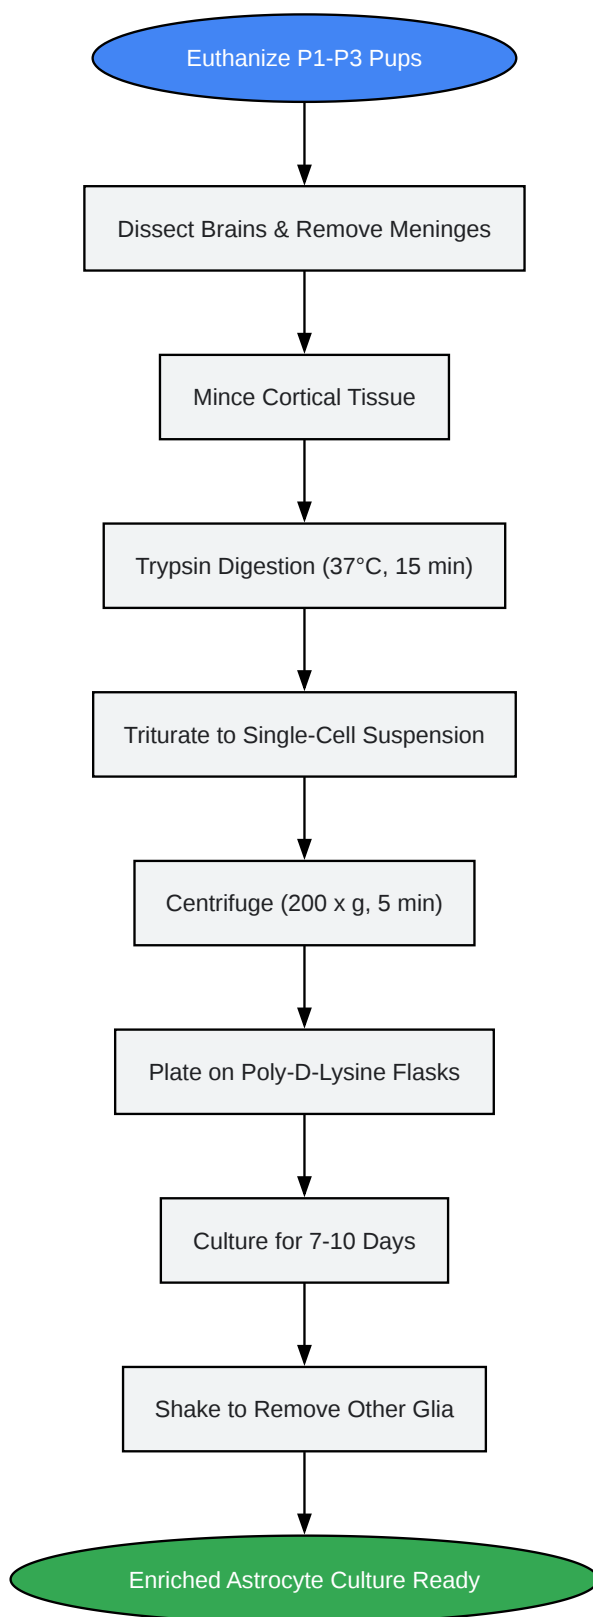 Euthanize P1-P3 Pups
Dissect Brains & Remove Meninges
Mince Cortical Tissue
Trypsin Digestion (37°C, 15 min)
Triturate to Single-Cell Suspension
Centrifuge (200 x g, 5 min)
Plate on Poly-D-Lysine Flasks
Culture for 7-10 Days
Shake to Remove Other Glia
Enriched Astrocyte Culture Ready